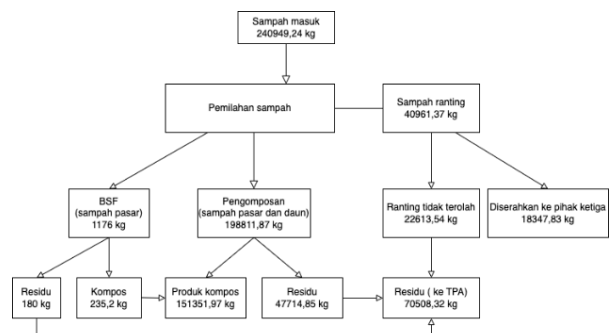 Sampah masuk
240949,24 kg
Pemilahan sampah
Sampah ranting
40961,37 kg
BSF
(sampah pasar)
1176 kg
Pengomposan
(sampah pasar dan daun)
198811,87 kg
Ranting tidak terolah
22613,54 kg
Diserahkan ke pihak ketiga
18347,83 kg
Residu
180 kg
Kompos
235,2 kg
Produk kompos
151351,97 kg
Residu
47714,85 kg
Residu ( ke TPA)
70508,32 kg